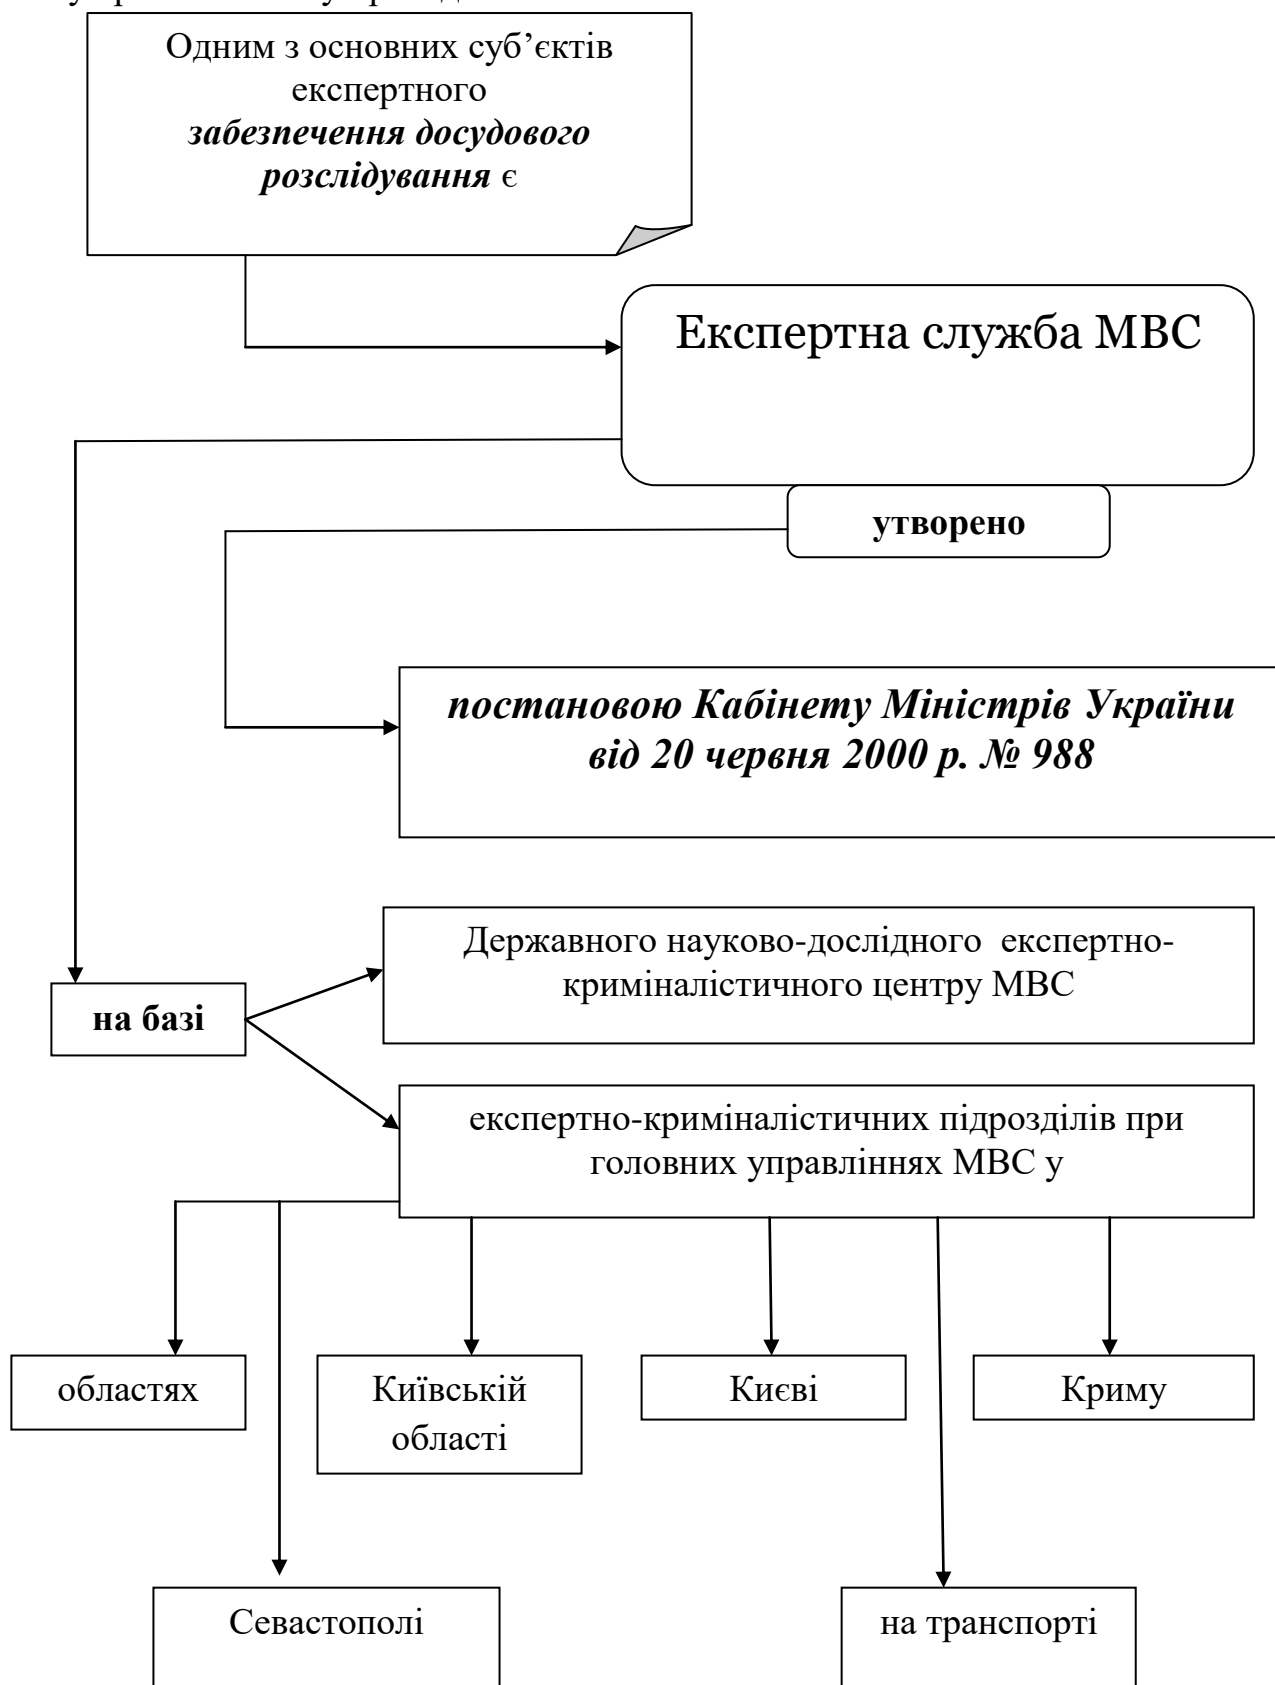 Одним з основних суб’єктів
експертного
забезпечення досудового
розслідування є
Експертна служба МВС
утворено
постановою Кабінету Міністрів України
від 20 червня 2000 р. № 988
Державного науково-дослідного експертно-
криміналістичного центру МВС
на базі
експертно-криміналістичних підрозділів при
головних управліннях МВС у
областях
Київській
області
Києві
Криму
Севастополі
на транспорті